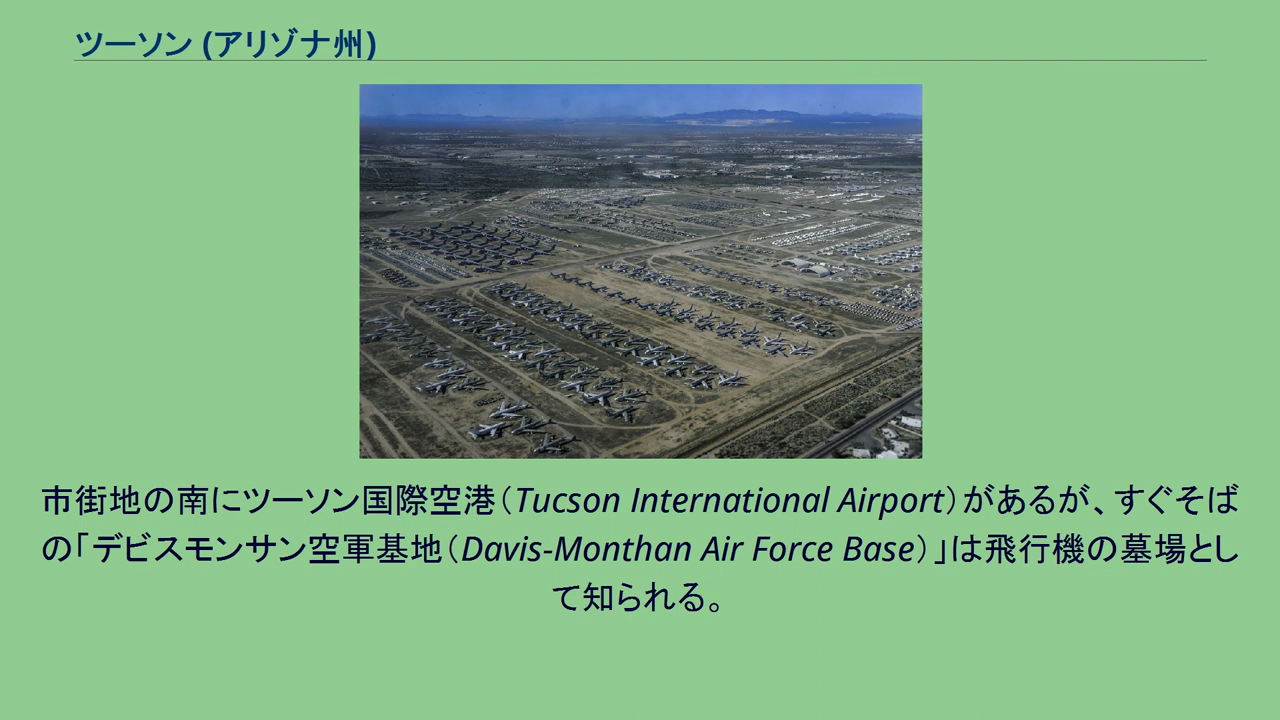 ツーソン (アリゾナ州)
市街地の南にツーソン国際空港（Tucson International Airport）があるが、すぐそば
の「デビスモンサン空軍基地（Davis-Monthan Air Force Base）」は飛行機の墓場とし
て知られる。